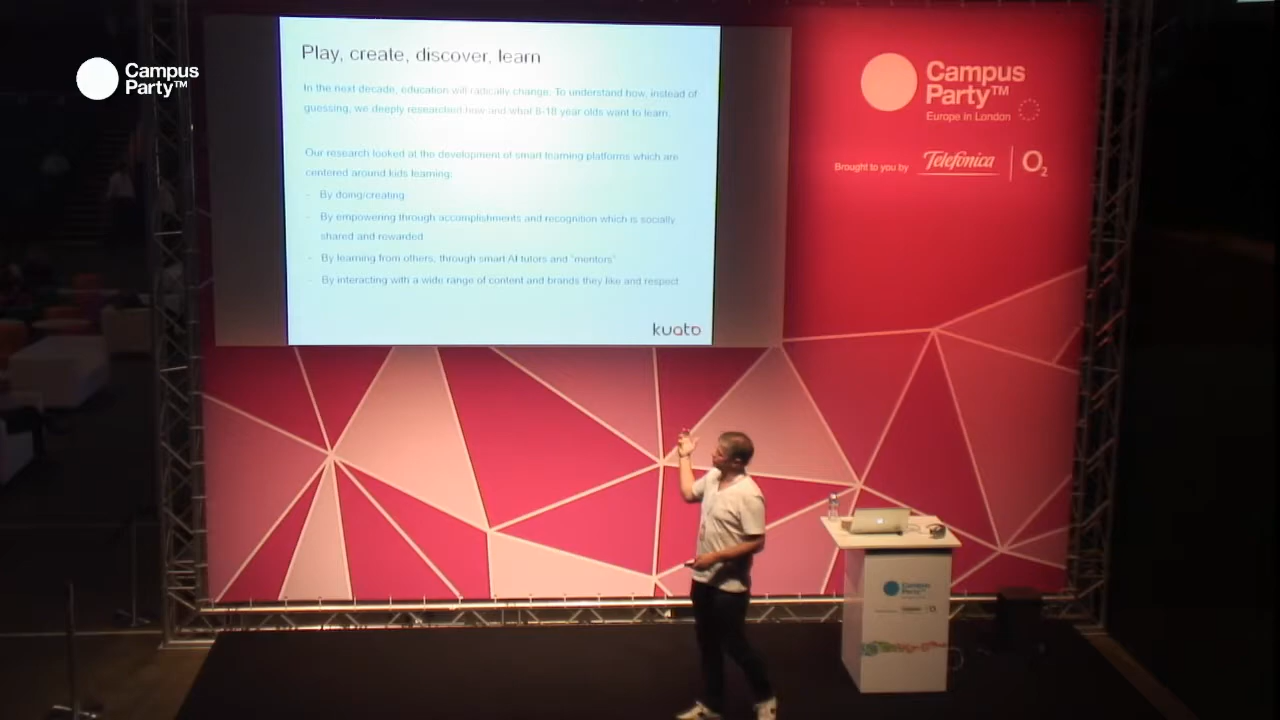 Campus
Party™
Play, create, discover, learn
In the next decade, education will radically change. To understand how, instead of
guessing, we deeply researched how and what 8-18 year olds want to learn.
Our research looked at the development of smart learning platforms which are
centered around kids learning:
- By doing/creating
- By empowering through accomplishments and recognition which is socially
shared and rewarded
- By learning from others, through smart AI tutors and "mentors"
- By interacting with a wide range of content and brands they like and respect
kuato
Campus
Party™
Europe in London
Brought to you by Telefónica O2
Campus
Party